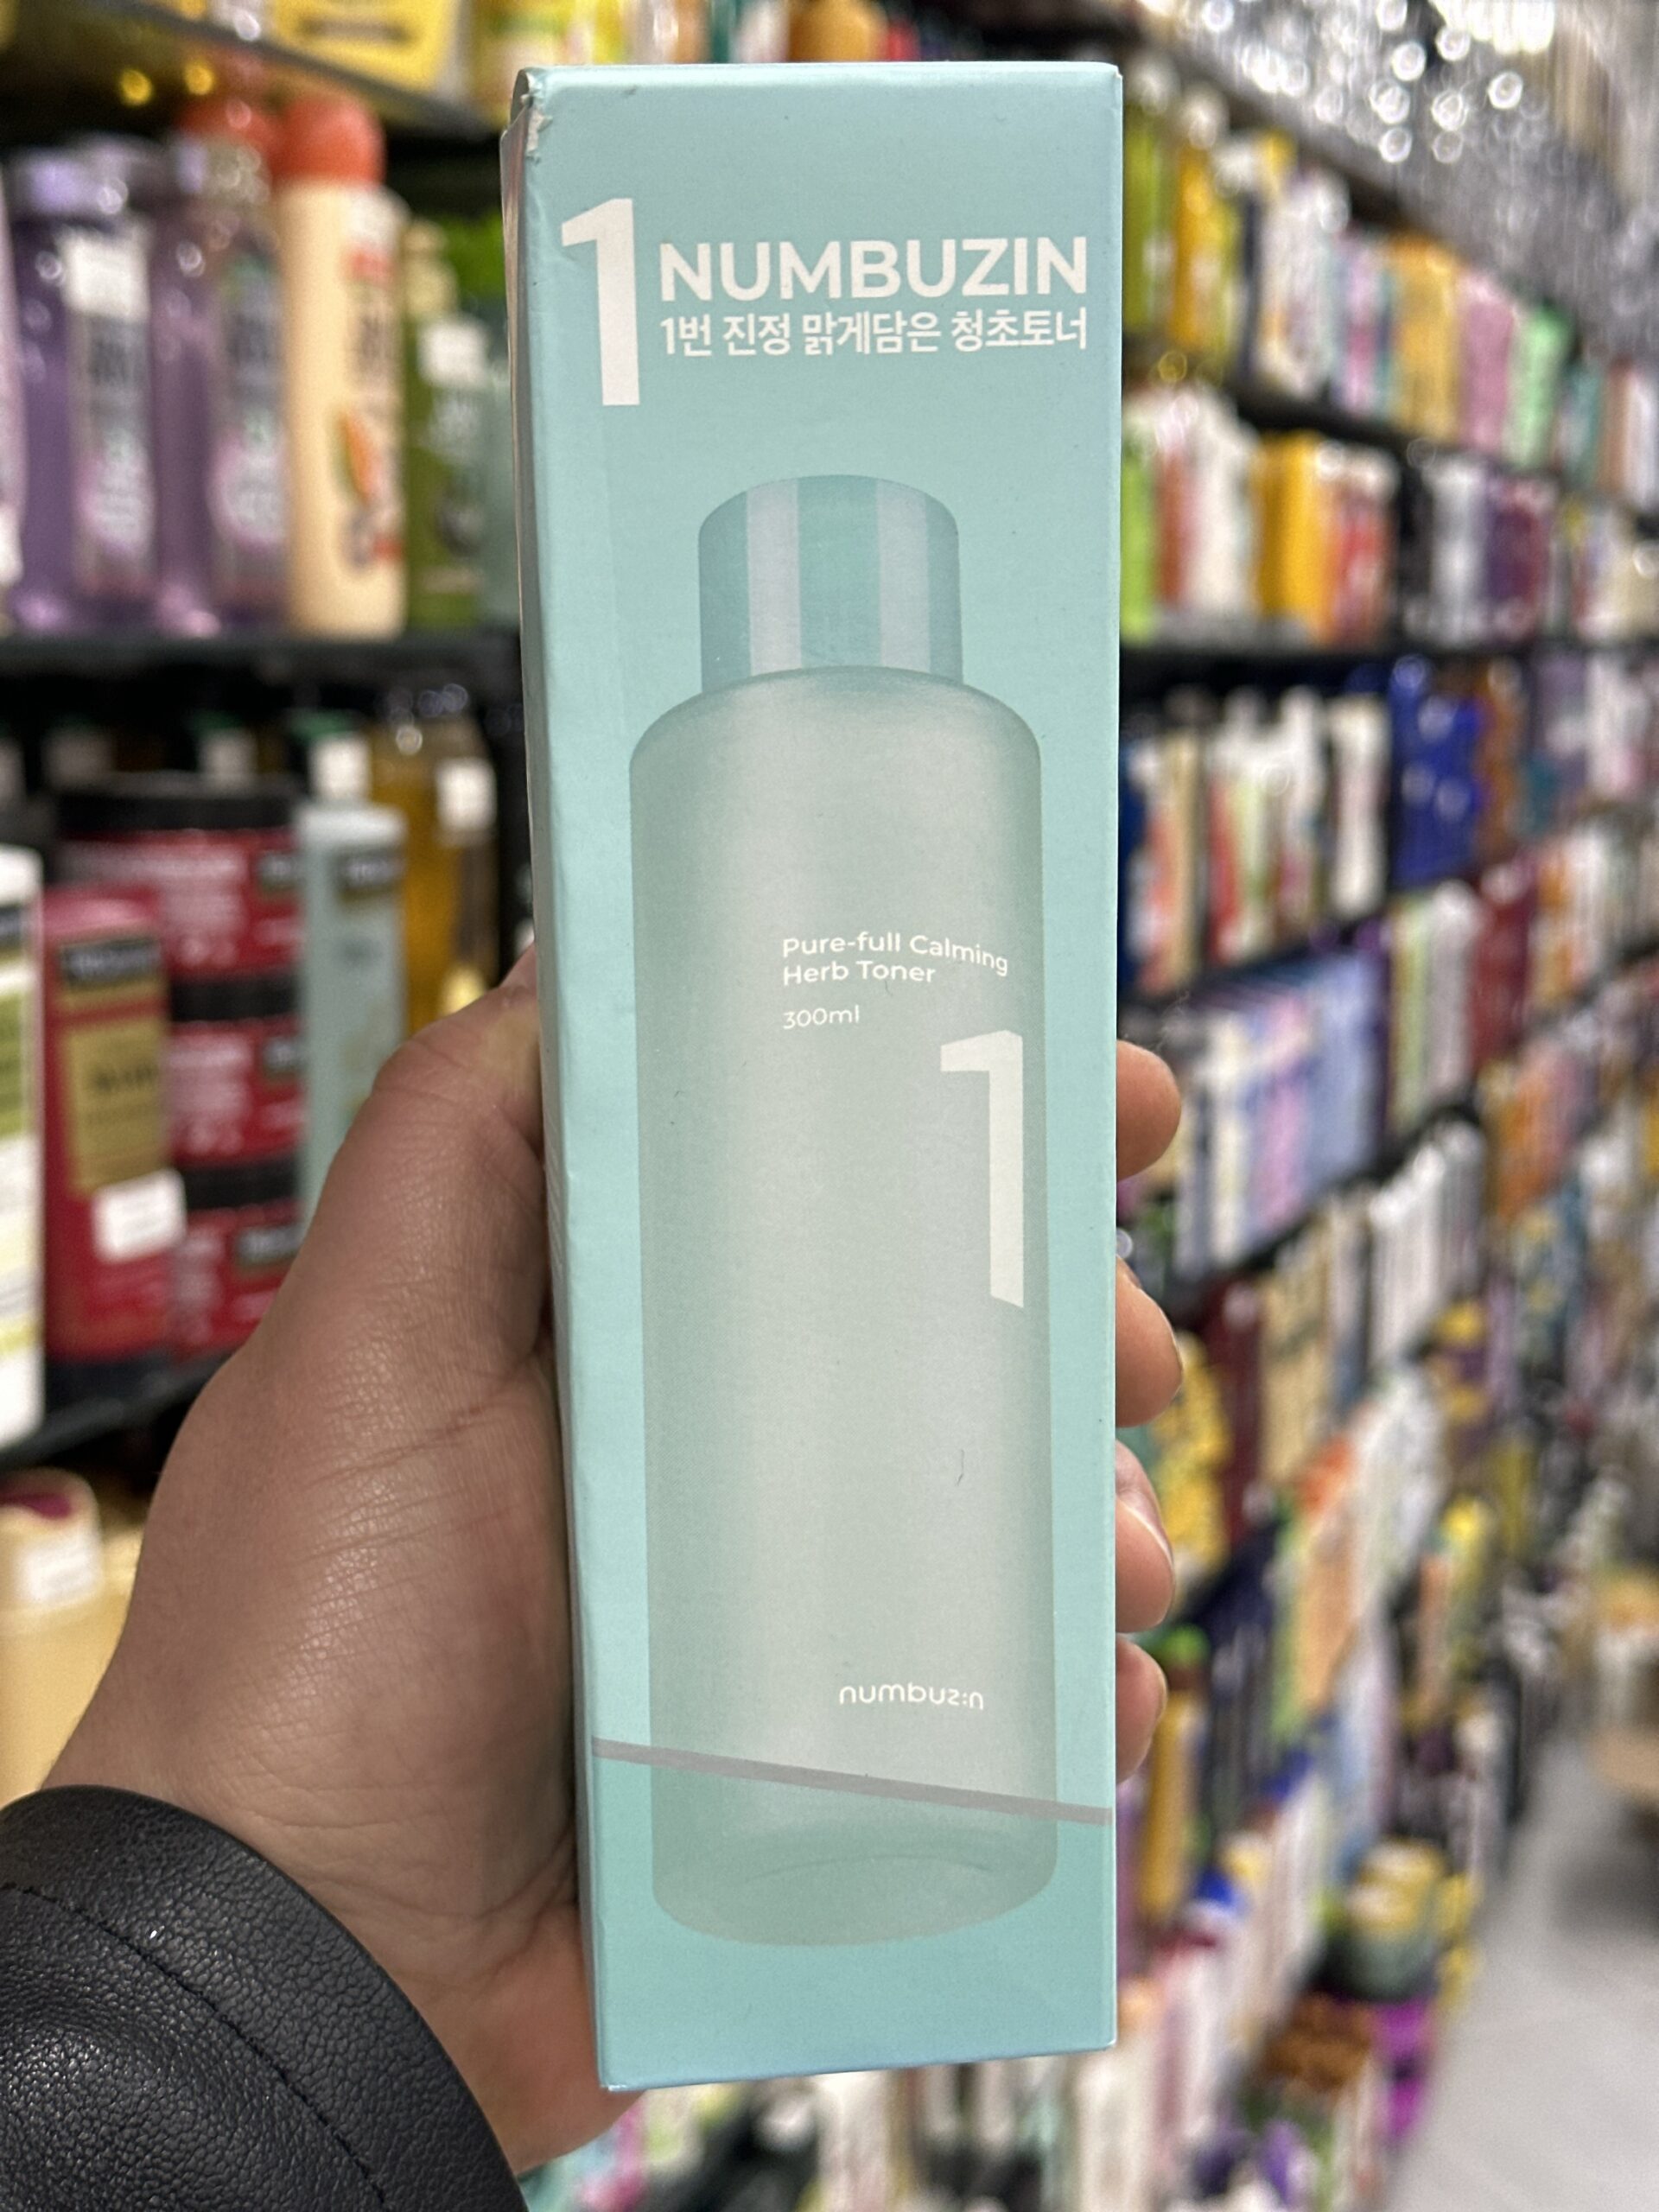 1 NUMBUZIN
1번 진정 맑게담은 청초토너
Pure-full Calming
Herb Toner
300ml
1
numbuz:n